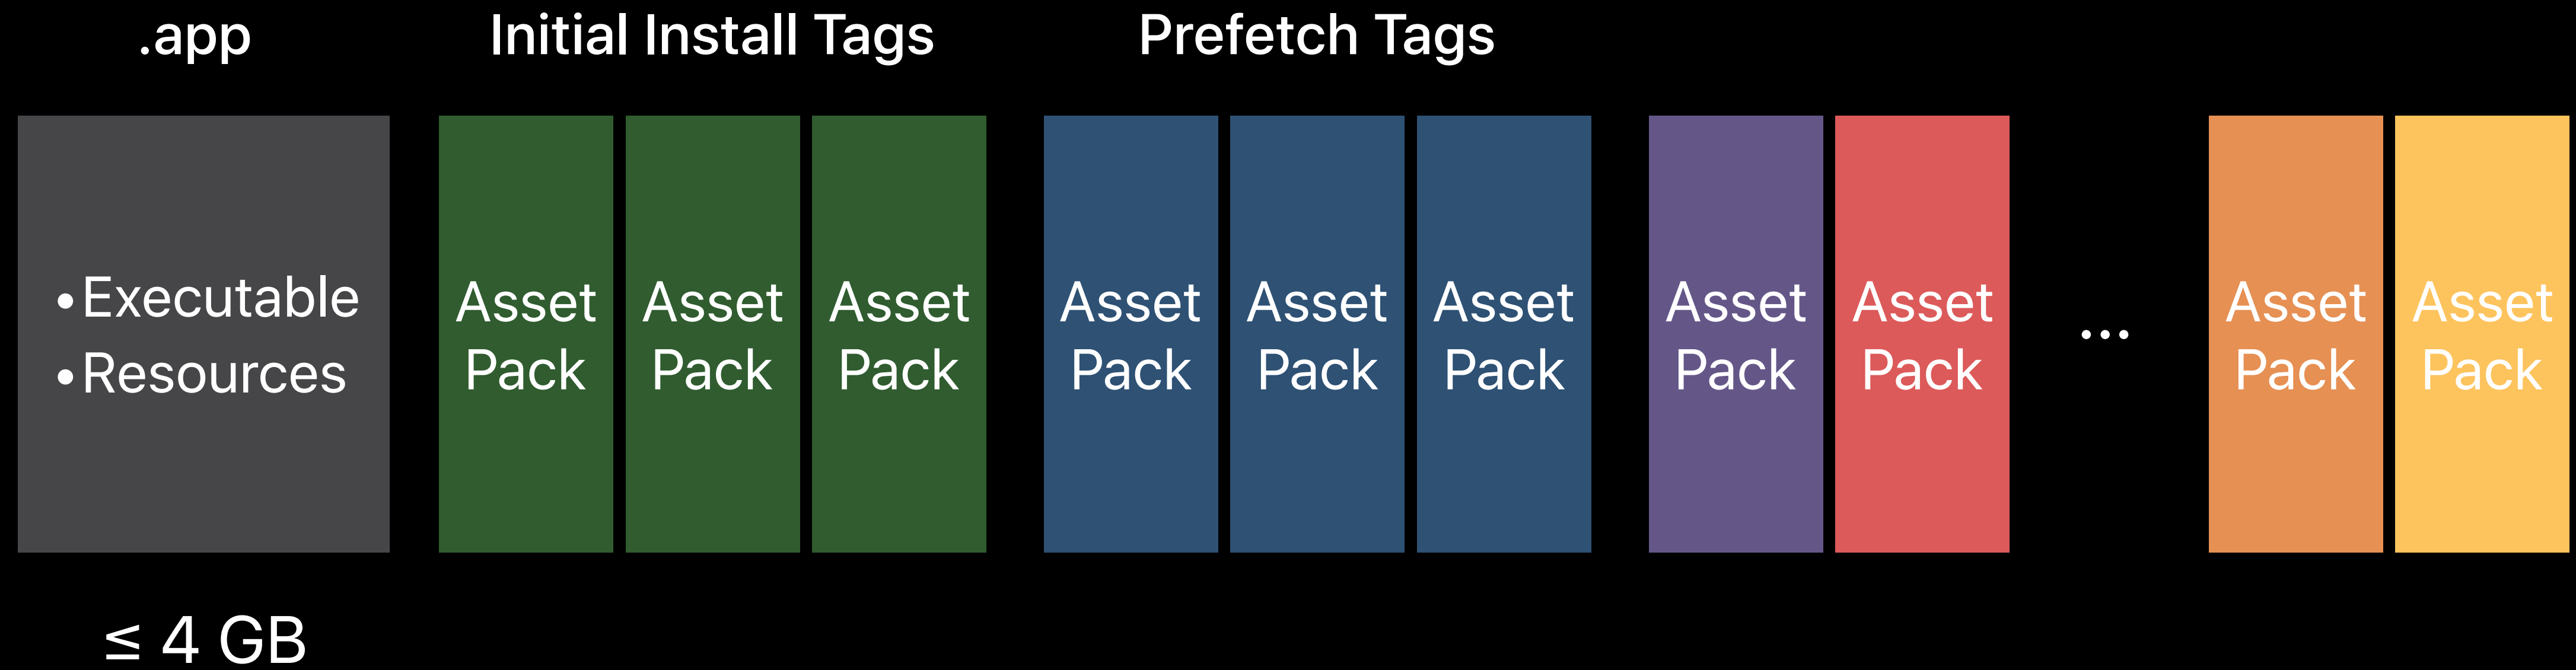 .app
Initial Install Tags
Prefetch Tags
•Executable
•Resources
Asset
Pack
Asset
Pack
Asset
Pack
Asset
Pack
Asset
Pack
Asset
Pack
Asset
Pack
Asset
Pack
...
Asset
Pack
Asset
Pack
≤ 4 GB